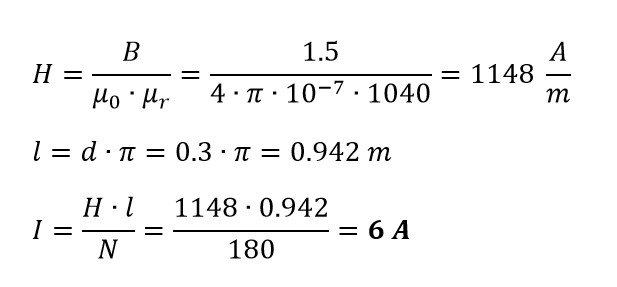 H = B / (μ₀ · μᵣ) = 1.5 / (4 · π · 10⁻⁷ · 1040) = 1148 A/m
l = d · π = 0.3 · π = 0.942 m
I = (H · l) / N = (1148 · 0.942) / 180 = 6 A